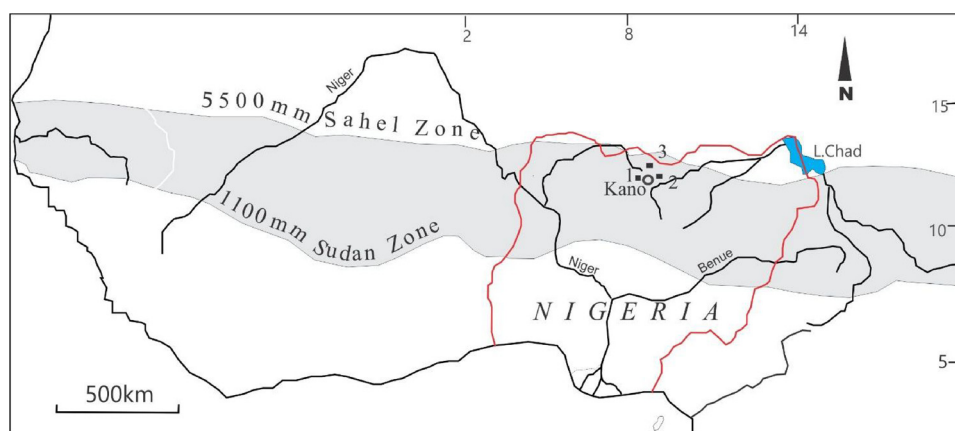 2
8
14
N
15
10
5
Niger
5500mm Sahel Zone
L.Chad
3
1
2
Kano
1100mm Sudan Zone
Niger
Benue
NIGERIA
500km